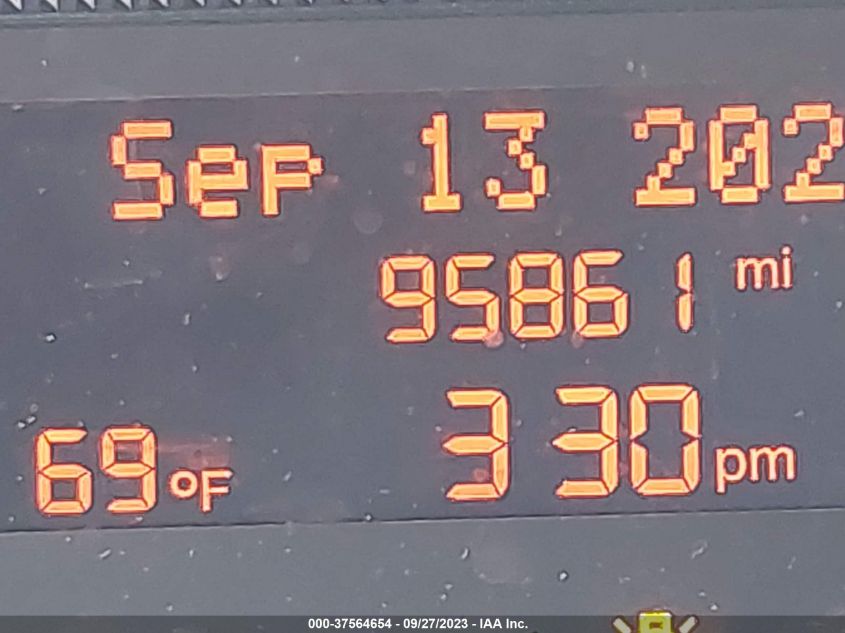 Sep 13 202
95861 mi
69°F 3 30 pm
000-37564654 - 09/27/2023 - IAA Inc.